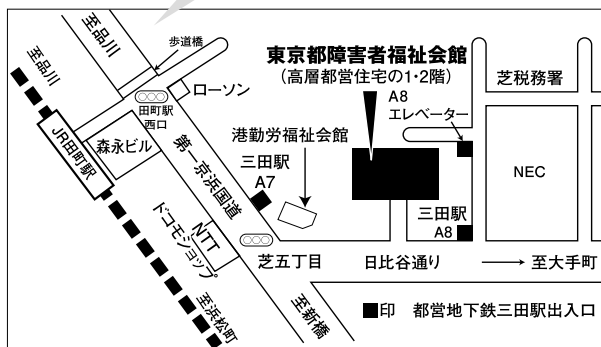 至品川
至品川
歩道橋
東京都障害者福祉会館
(高層都営住宅の1・2階)
A8
エレベーター
芝税務署
ローソン
田町駅
西口
JR田町駅
森永ビル
第一京浜国道
港勤労福祉会館
三田駅
A7
NEC
三田駅
A8
NTT
ドコモショップ
芝五丁目
日比谷通り
至大手町
至浜松町
至新橋
■印 都営地下鉄三田駅出入口